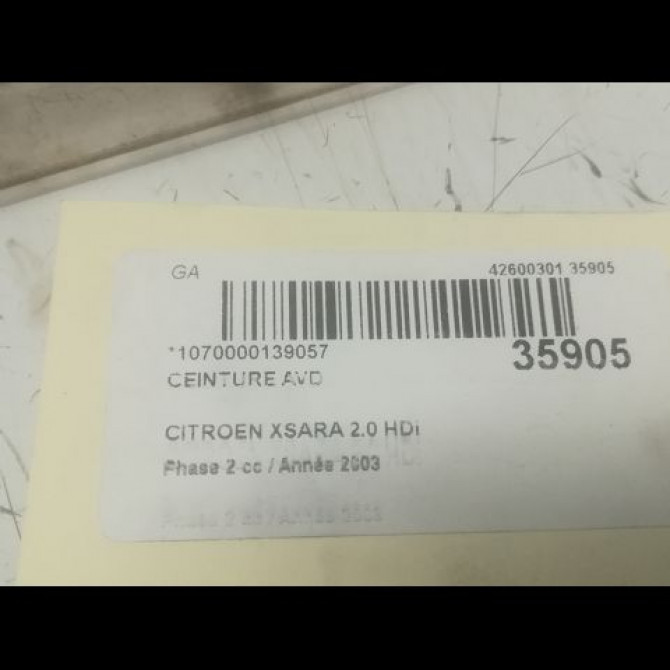 GA
42600301 35905
*1070000139057
35905
CEINTURE AVD
CITROEN XSARA 2.0 HDi
Phase 2 cc / Année 2003